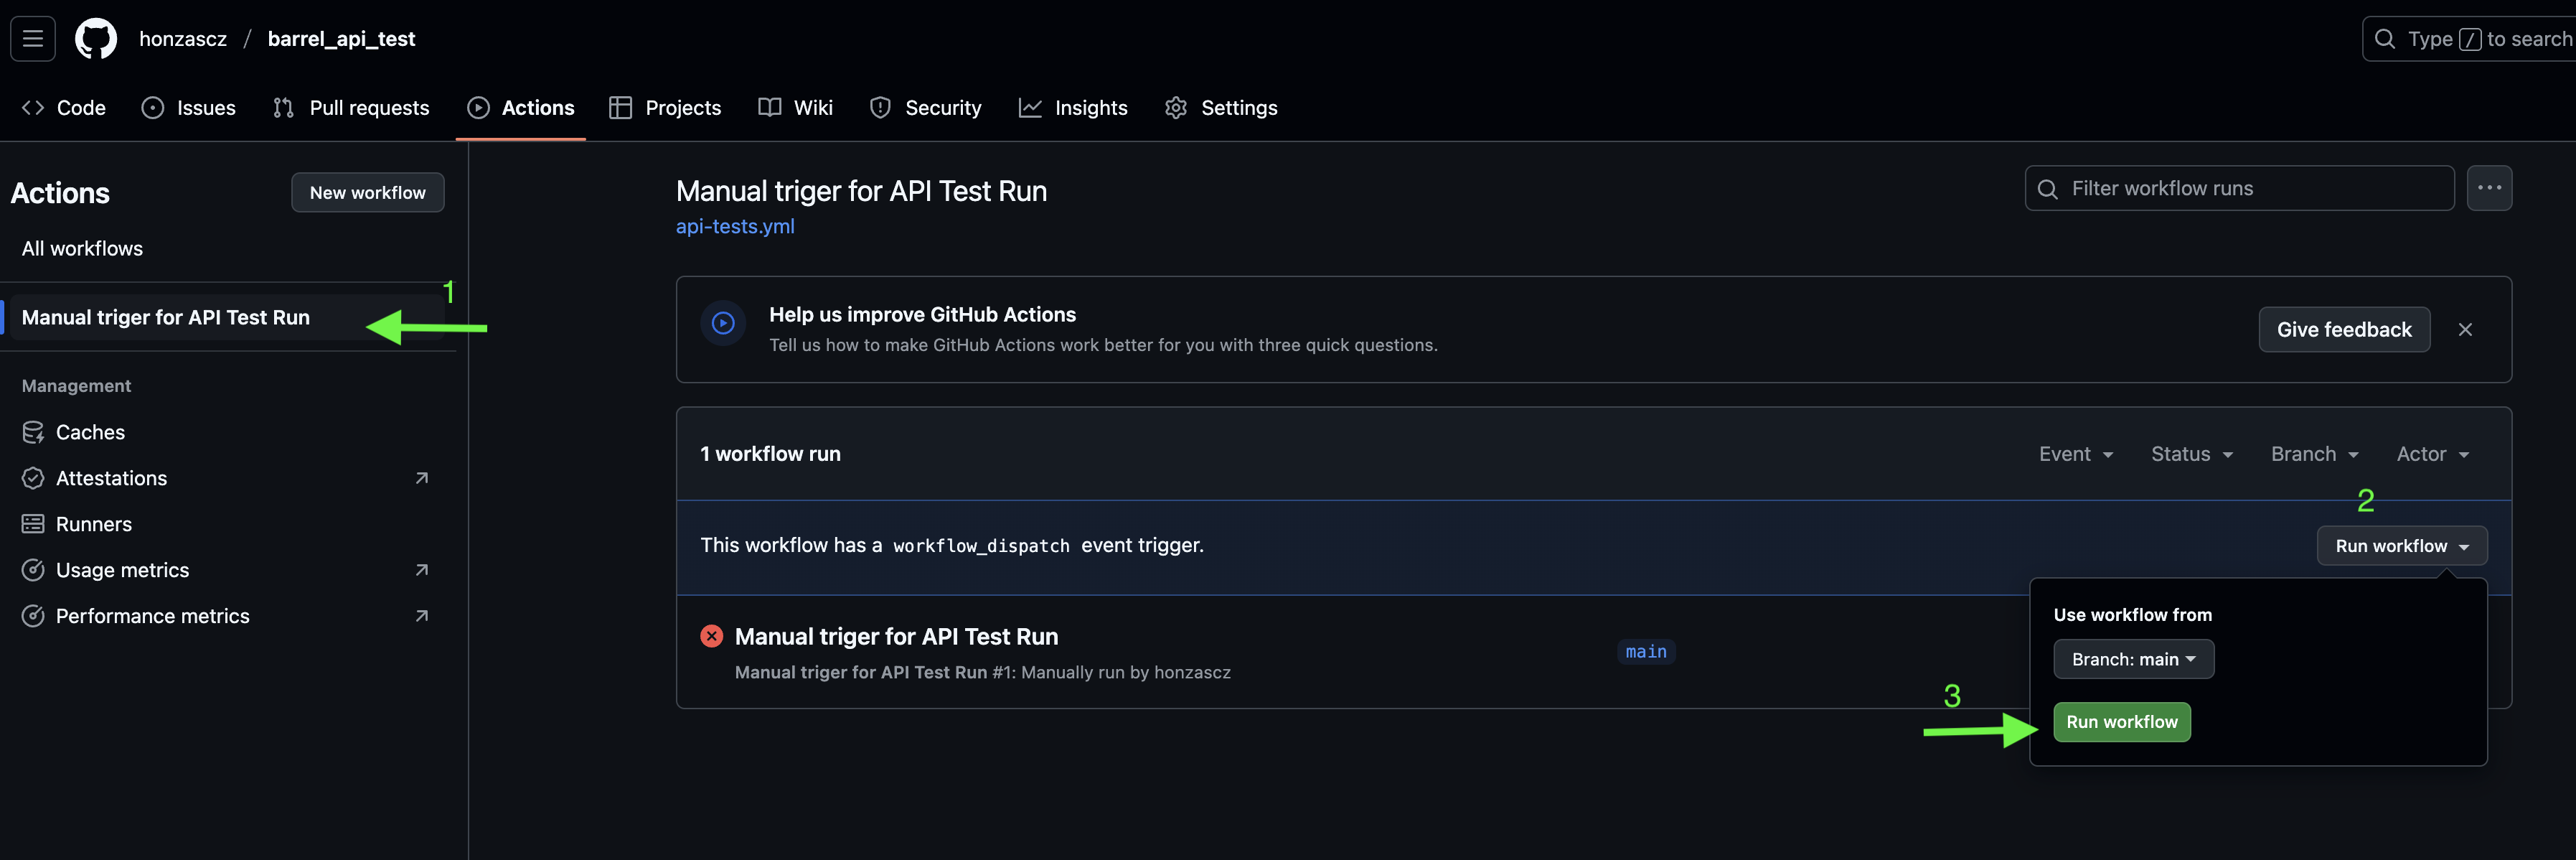 honzascz / barrel_api_test
Type / to search
Code Issues Pull requests Actions Projects Wiki Security Insights Settings
Actions
New workflow
All workflows
1
Manual triger for API Test Run
Management
Caches
Attestations
Runners
Usage metrics
Performance metrics
Manual triger for API Test Run
api-tests.yml
Filter workflow runs
Help us improve GitHub Actions
Tell us how to make GitHub Actions work better for you with three quick questions.
Give feedback
1 workflow run
Event Status Branch Actor
2
This workflow has a workflow_dispatch event trigger.
Run workflow
Manual triger for API Test Run
Manual triger for API Test Run #1: Manually run by honzascz
main
Use workflow from
Branch: main
3
Run workflow